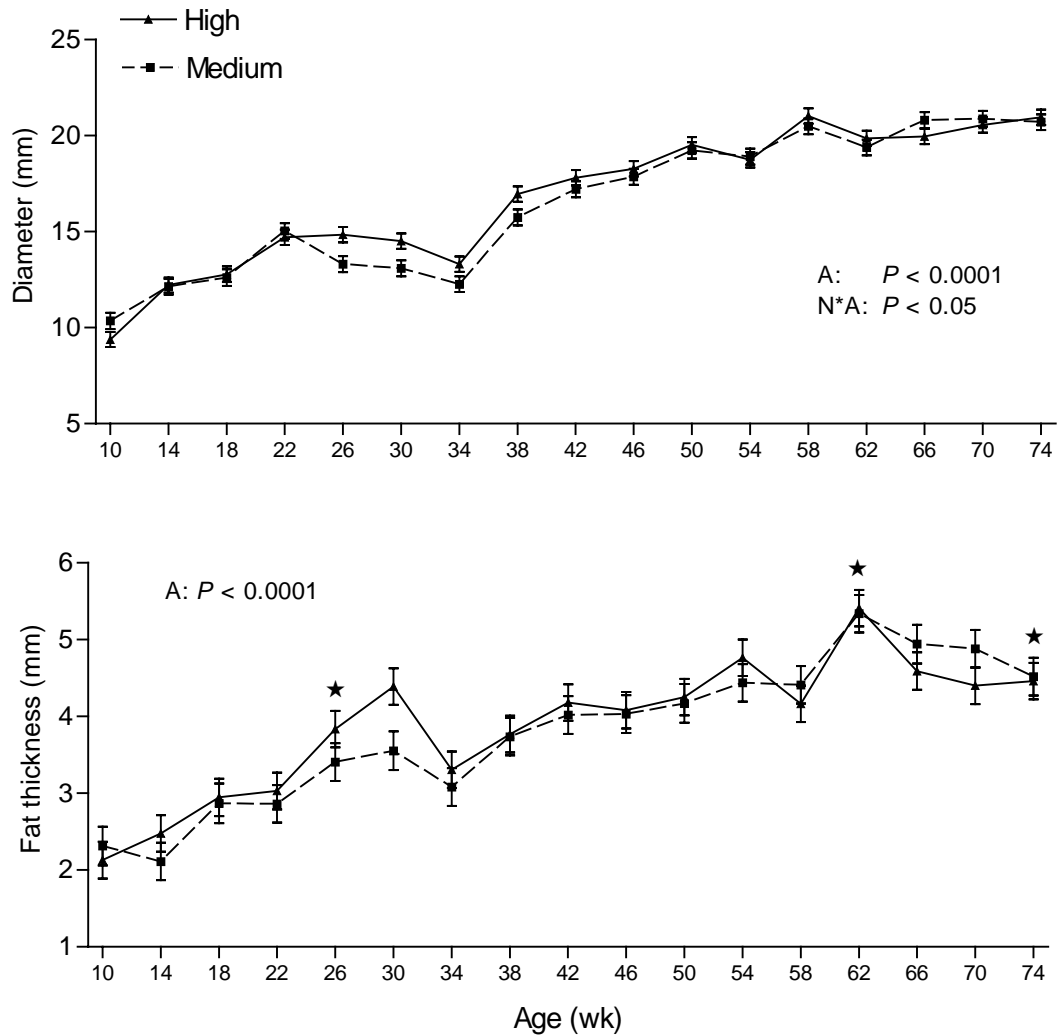 High
Medium
25
20
15
10
5
Diameter (mm)
A: P < 0.0001
N*A: P < 0.05
10 14 18 22 26 30 34 38 42 46 50 54 58 62 66 70 74
6
5
4
3
2
1
Fat thickness (mm)
A: P < 0.0001
10 14 18 22 26 30 34 38 42 46 50 54 58 62 66 70 74
Age (wk)